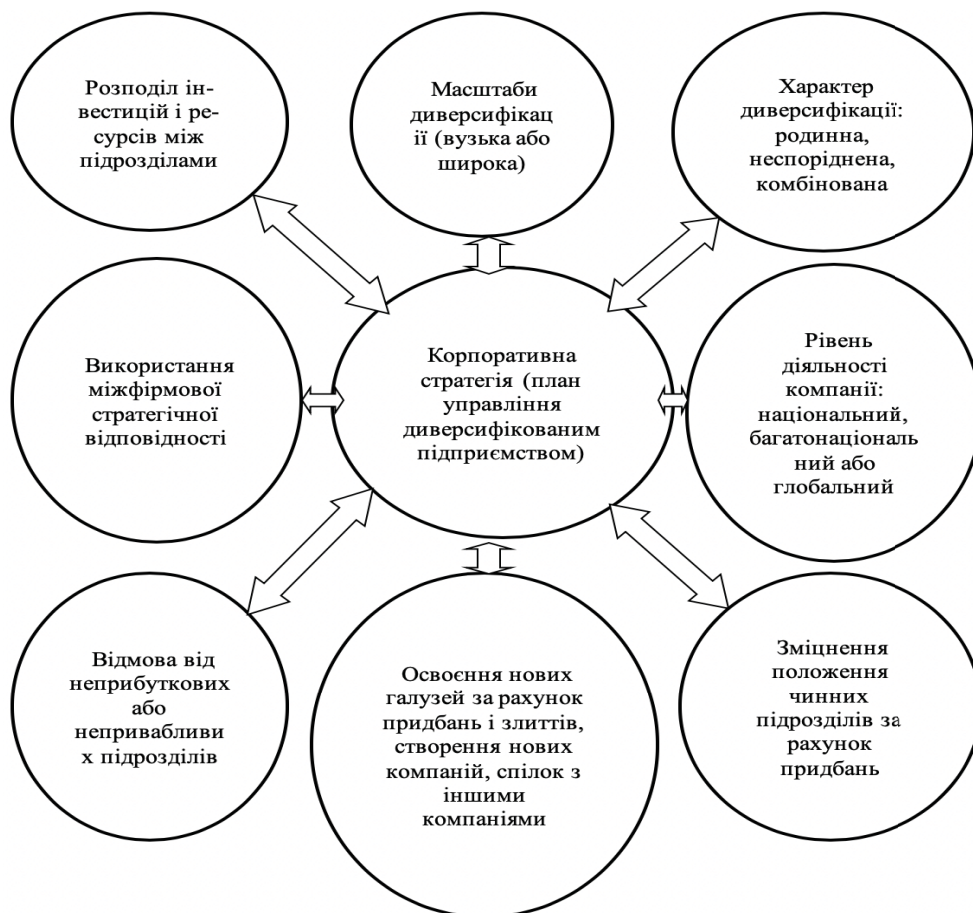 Розподіл ін-
вестицій і ре-
сурсів між
підрозділами
Масштаби
диверсифікац
ії (вузька або
широка)
Характер
диверсифікації:
родинна,
неспоріднена,
комбінована
Використання
міжфірмової
стратегічної
відповідності
Корпоративна
стратегія (план
управління
диверсифікованим
підприємством)
Рівень
діяльності
компанії:
національний,
багатонаціональ
ний або
глобальний
Відмова від
неприбуткових
або
непривабливи
х підрозділів
Освоєння нових
галузей за рахунок
придбань і злиттів,
створення нових
компаній, спілок з
іншими
компаніями
Зміцнення
положення
чинних
підрозділів за
рахунок
придбань